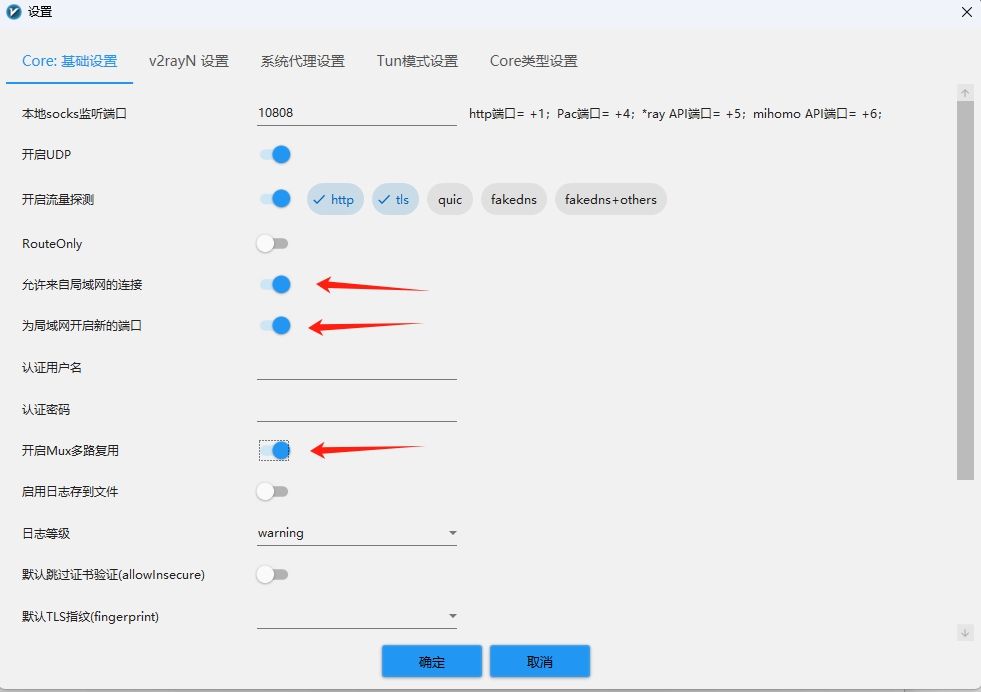 设置
Core: 基础设置 v2rayN 设置 系统代理设置 Tun模式设置 Core类型设置
本地socks监听端口 10808 http端口= +1; Pac端口= +4; *ray API端口= +5; mihomo API端口= +6;
开启UDP
开启流量探测 http tls quic fakedns fakedns+others
RouteOnly
允许来自局域网的连接
为局域网开启新的端口
认证用户名
认证密码
开启Mux多路复用
启用日志存到文件
日志等级 warning
默认跳过证书验证(allowInsecure)
默认TLS指纹(fingerprint)
确定 取消